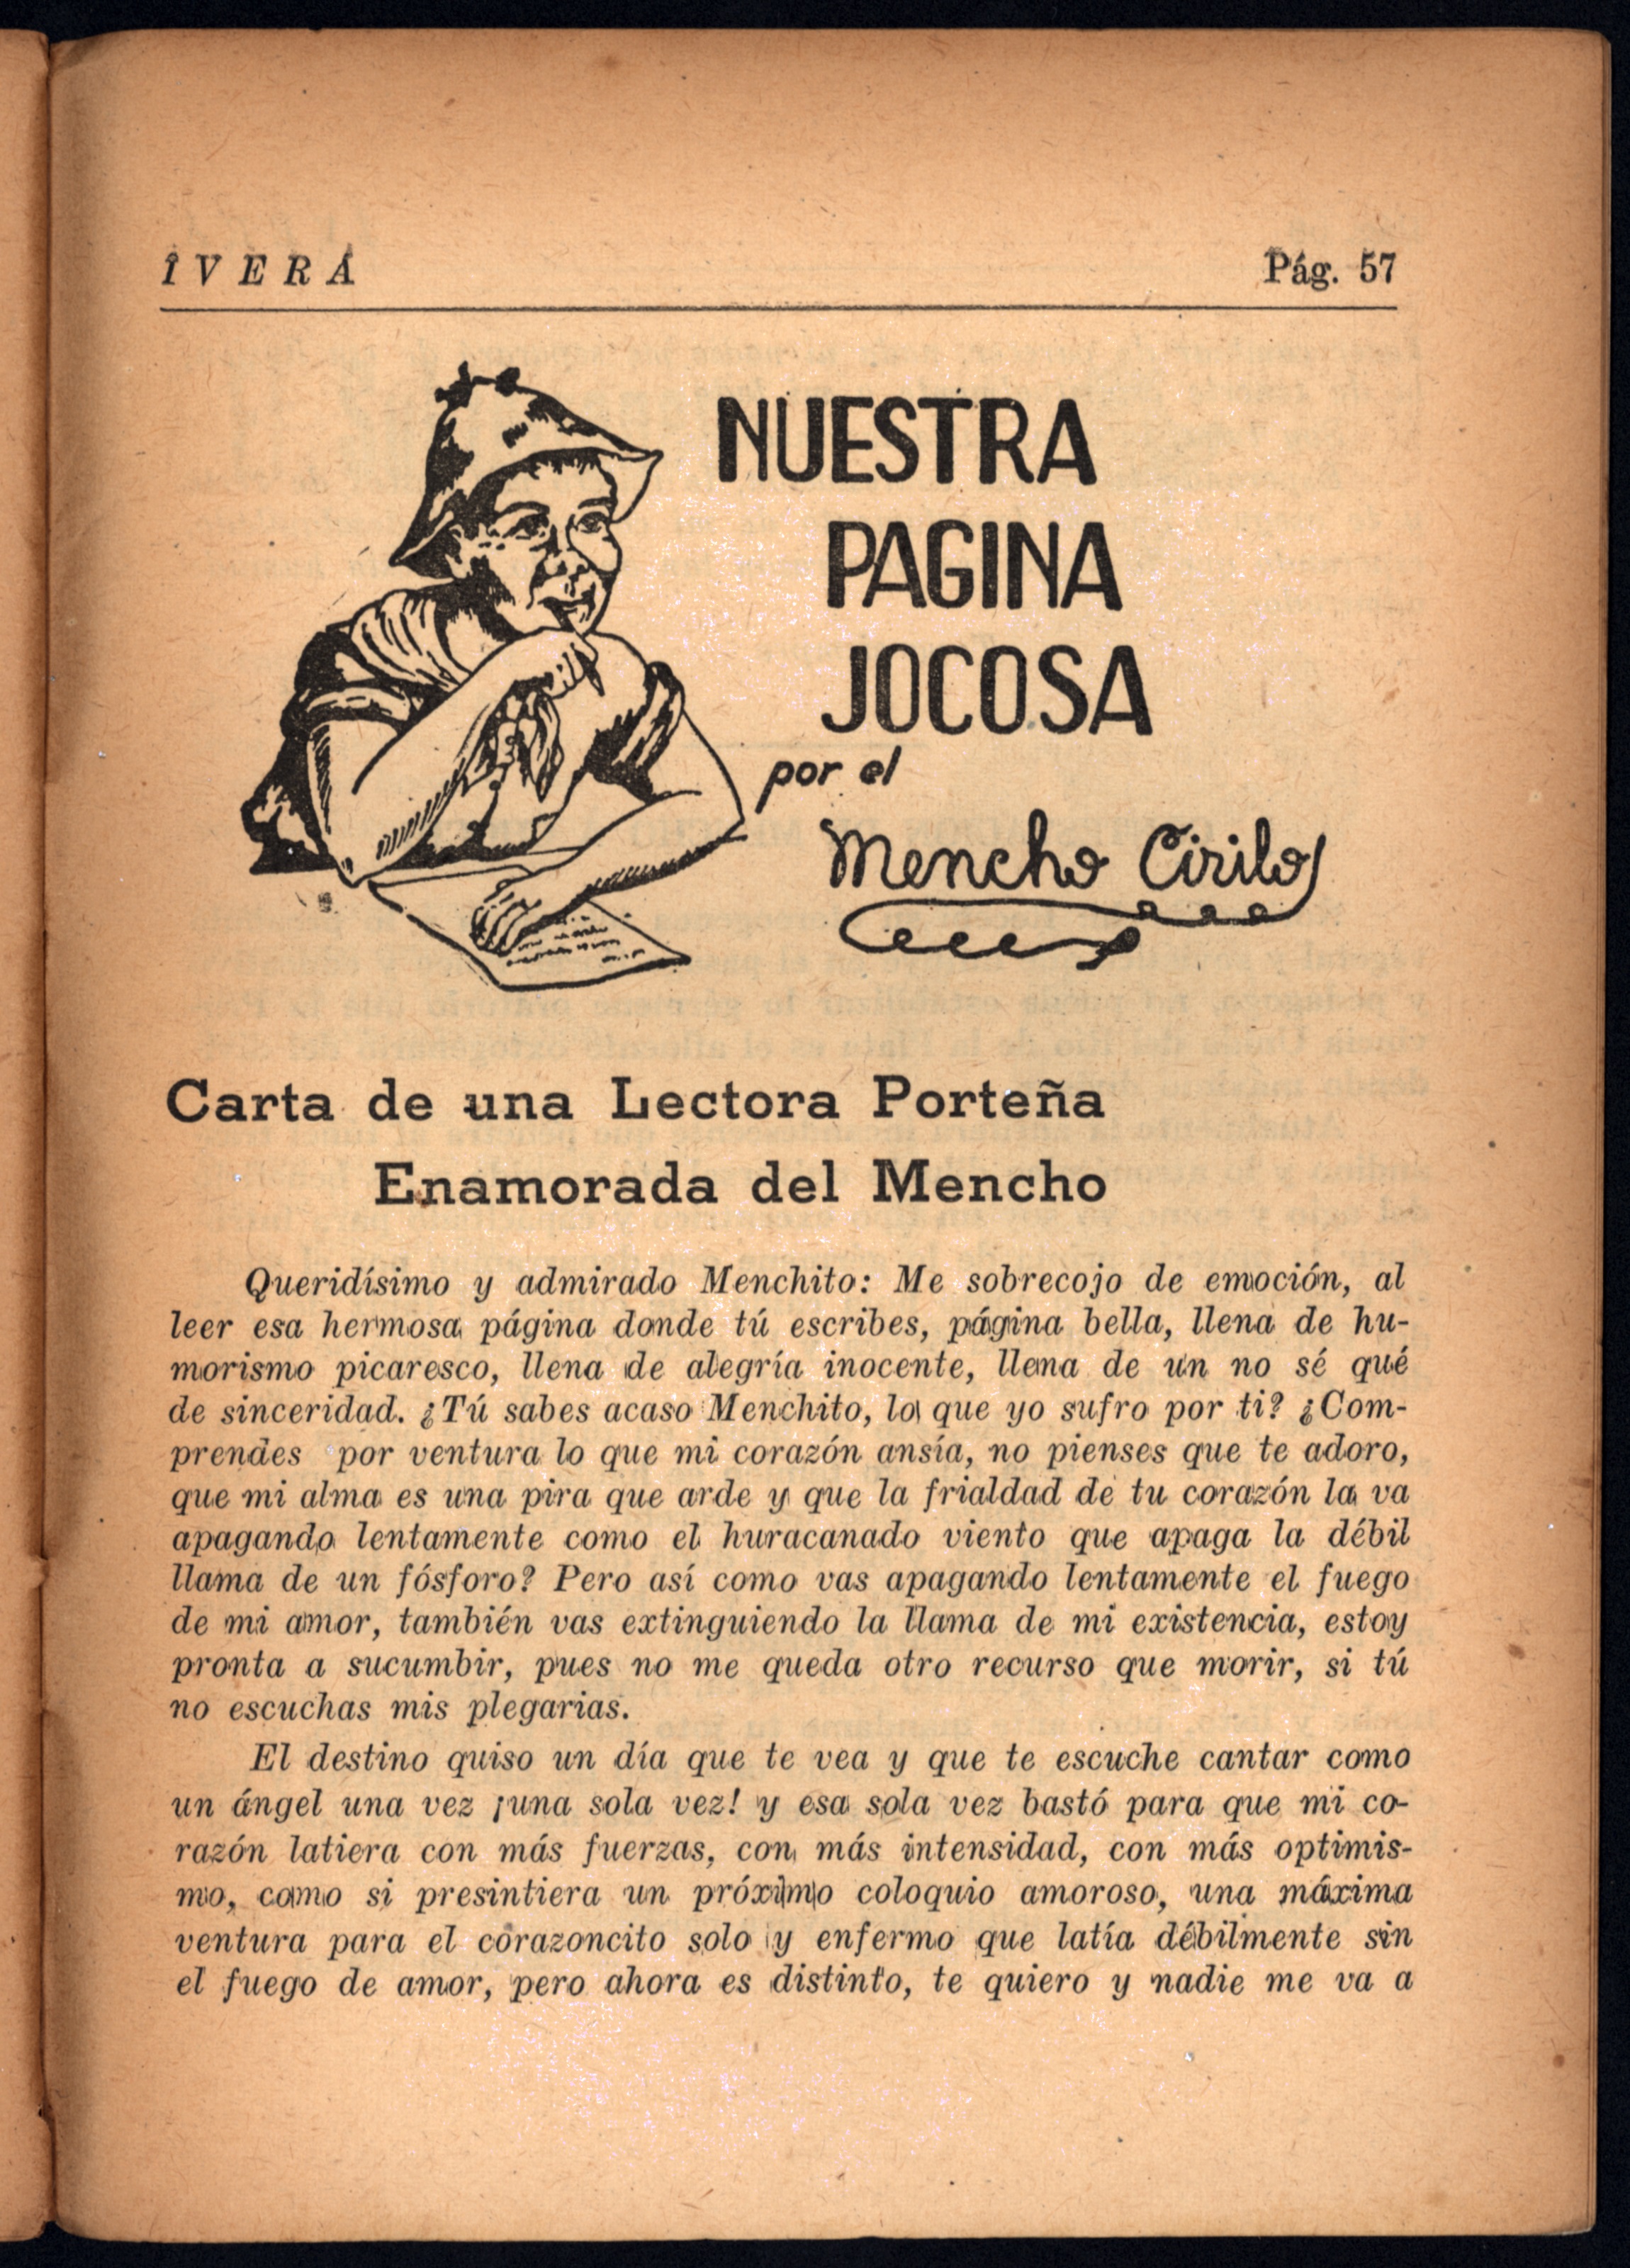 ÎVERÁ
Pág. 57
NUESTRA
PAGINA
JOCOSA
por el
Mencho Cirilo
Carta de una Lectora Porteña
Enamorada del Mencho
Queridísimo y admirado Menchito: Me sobrecojo de emoción, al
leer esa hermosa página donde tú escribes, página bella, llena de hu-
morismo picaresco, llena de alegría inocente, llena de un no sé qué
de sinceridad. ¿Tú sabes acaso Menchito, lo que yo sufro por ti? ¿Com-
prendes por ventura lo que mi corazón ansía, no pienses que te adoro,
que mi alma es una pira que arde y que la frialdad de tu corazón la va
apagando lentamente como el huracanado viento que apaga la débil
llama de un fósforo? Pero así como vas apagando lentamente el fuego
de mi amor, también vas extinguiendo la llama de mi existencia, estoy
pronta a sucumbir, pues no me queda otro recurso que morir, si tú
no escuchas mis plegarias.
El destino quiso un día que te vea y que te escuche cantar como
un ángel una vez ¡una sola vez! y esa sola vez bastó para que mi co-
razón latiera con más fuerzas, con más intensidad, con más optimis-
mo, como si presintiera un próximo coloquio amoroso, una máxima
ventura para el corazoncito solo y enfermo que latía débilmente sin
el fuego de amor, pero ahora es distinto, te quiero y nadie me va a